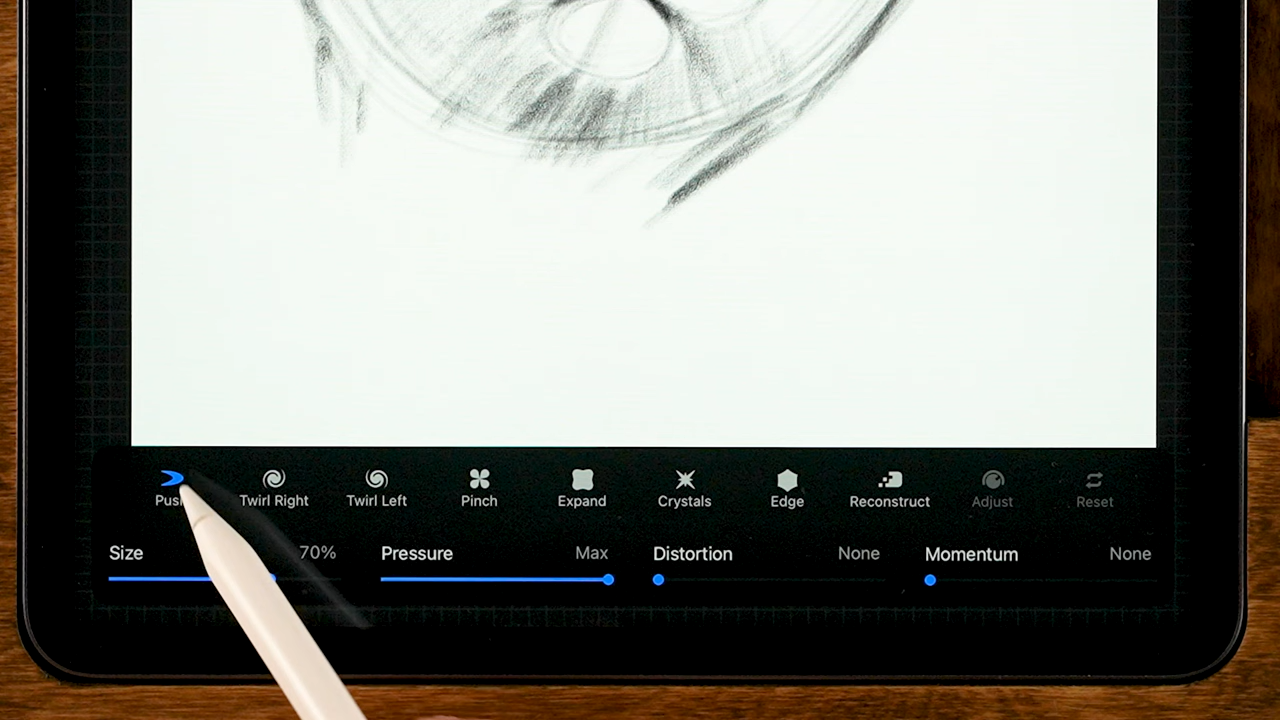 Push Twirl Right Twirl Left Pinch Expand Crystals Edge Reconstruct Adjust Reset
Size 70% Pressure Max Distortion None Momentum None